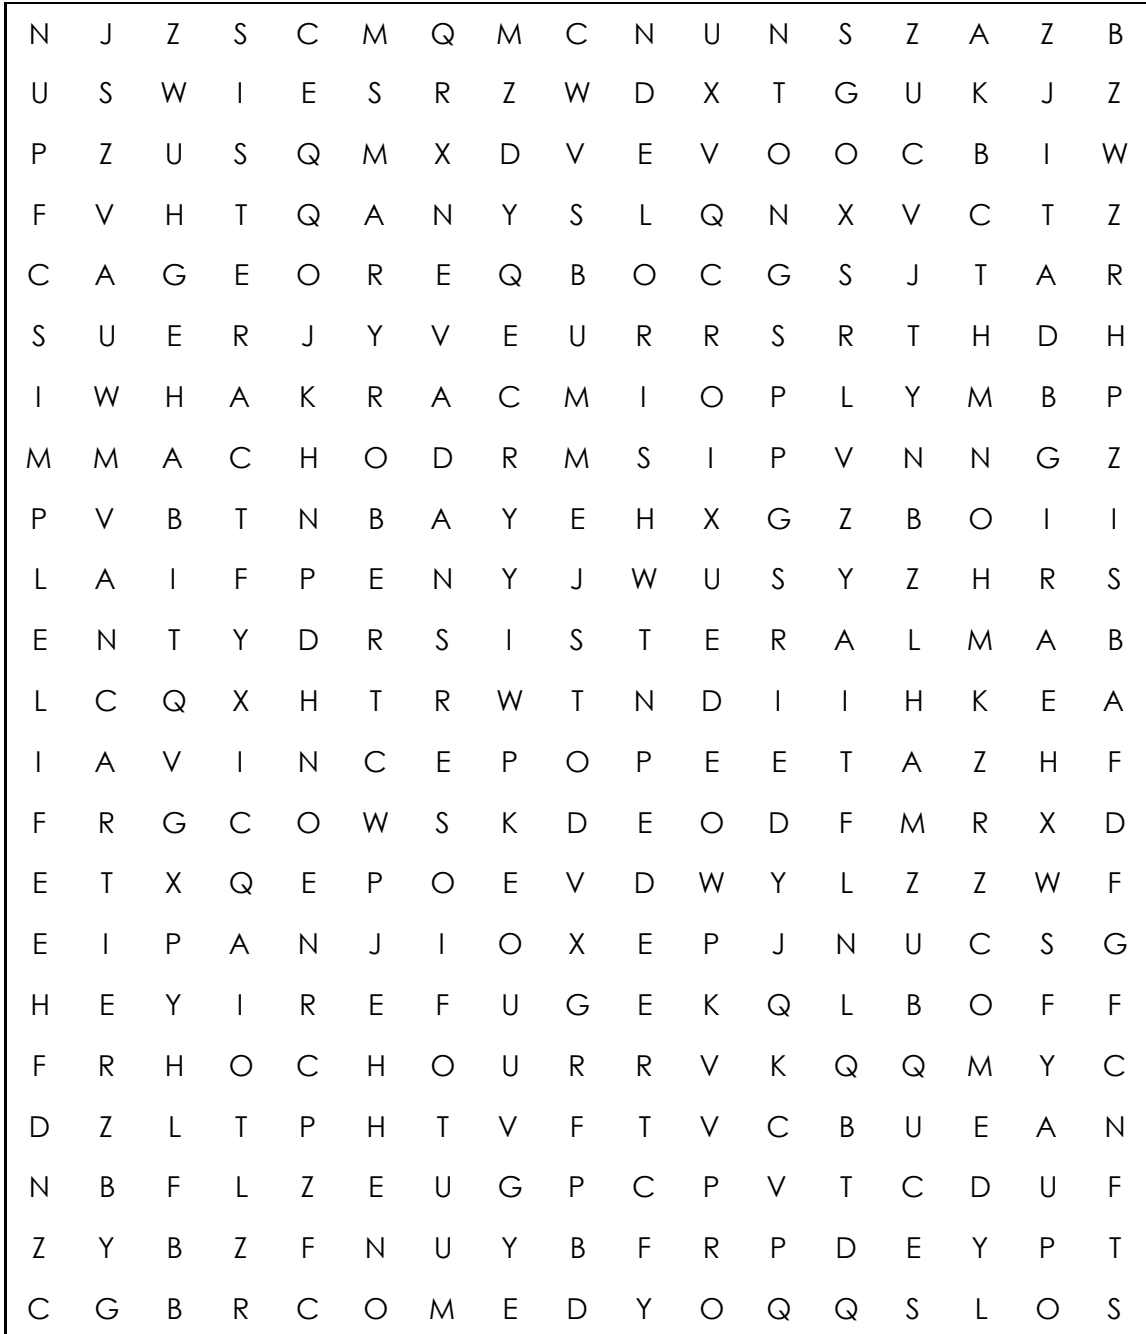 N J Z S C M Q M C N U N S Z A Z B
U S W I E S R Z W D X T G U K J Z
P Z U S Q M X D V E V O O C B I W
F V H T Q A N Y S L Q N X V C T Z
C A G E O R E Q B O C G S J T A R
S U E R J Y V E U R R S R T H D H
I W H A K R A C M I O P L Y M B P
M M A C H O D R M S I P V N N G Z
P V B T N B A Y E H X G Z B O I I
L A I F P E N Y J W U S Y Z H R S
E N T Y D R S I S T E R A L M A B
L C Q X H T R W T N D I I H K E A
I A V I N C E P O P E E T A Z H F
F R G C O W S K D E O D F M R X D
E T X Q E P O E V D W Y L Z Z W F
E I P A N J I O X E P J N U C S G
H E Y I R E F U G E K Q L B O F F
F R H O C H O U R R V K Q Q M Y C
D Z L T P H T V F T V C B U E A N
N B F L Z E U G P C P V T C D U F
Z Y B Z F N U Y B F R P D E Y P T
C G B R C O M E D Y O Q Q S L O S